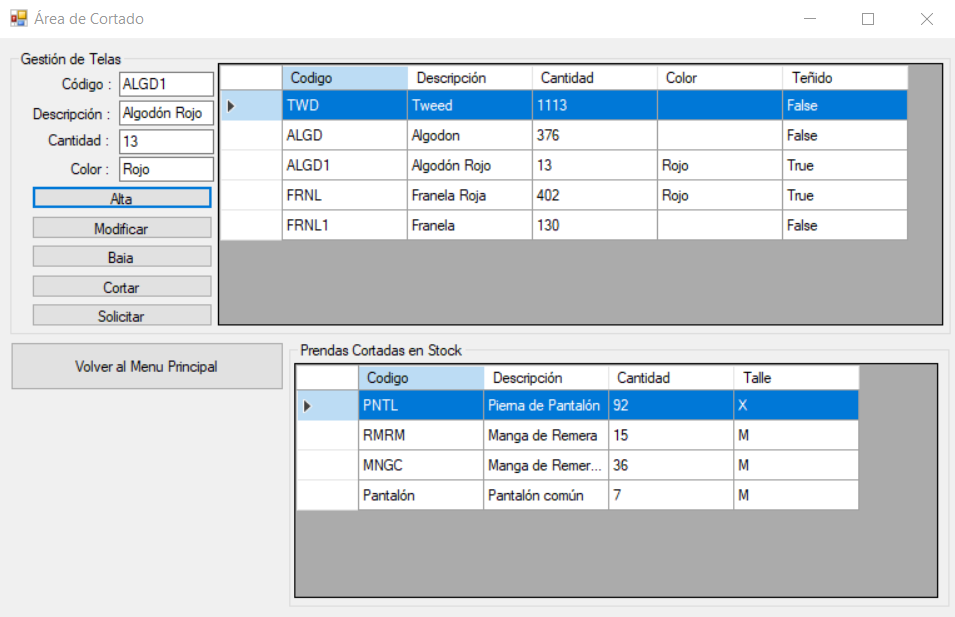 Área de Cortado
Gestión de Telas
Código : ALGD1
Descripción : Algodón Rojo
Cantidad : 13
Color : Rojo
Alta
Modificar
Baja
Cortar
Solicitar
Codigo Descripción Cantidad Color Teñido
TWD Tweed 1113 False
ALGD Algodon 376 False
ALGD1 Algodón Rojo 13 Rojo True
FRNL Franela Roja 402 Rojo True
FRNL1 Franela 130 False
Volver al Menu Principal
Prendas Cortadas en Stock
Codigo Descripción Cantidad Talle
PNTL Pierna de Pantalón 92 X
RMRM Manga de Remera 15 M
MNGC Manga de Remer... 36 M
Pantalón Pantalón común 7 M